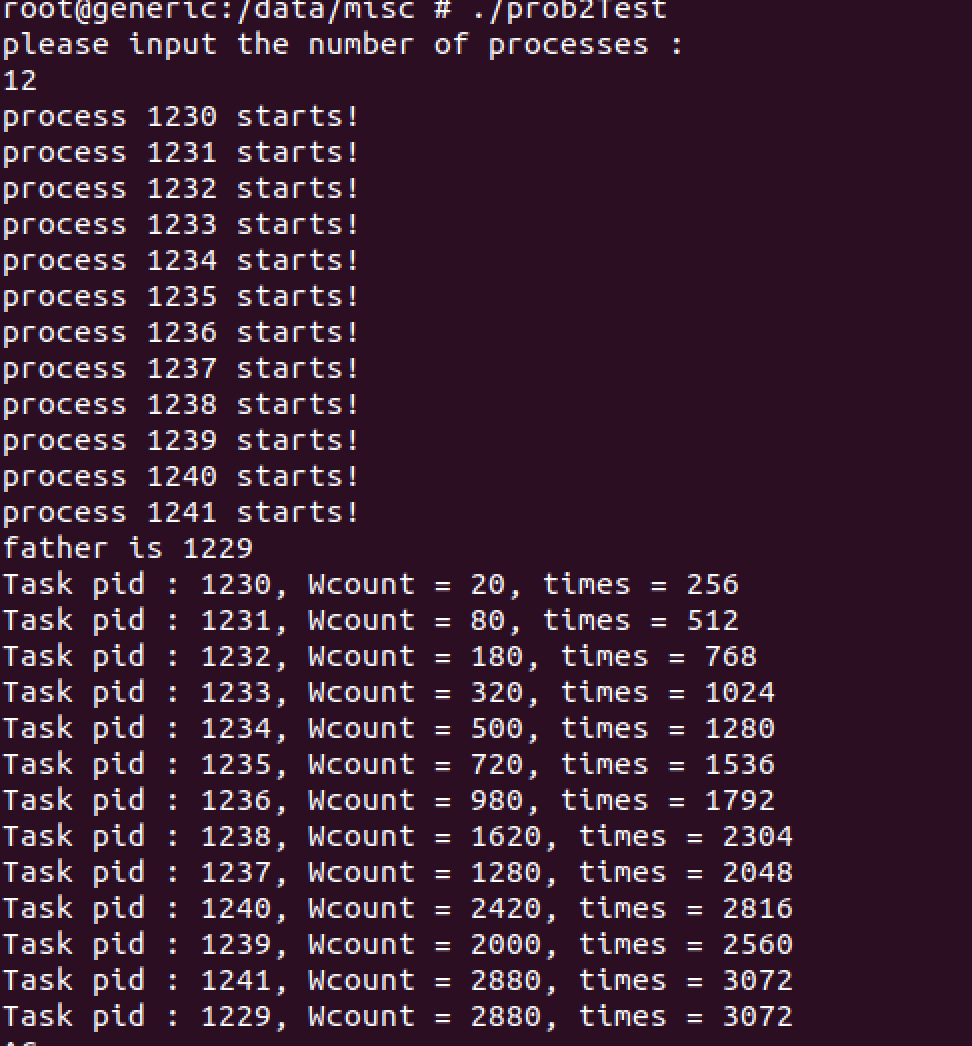 root@generic:/data/misc # ./prob2Test
please input the number of processes :
12
process 1230 starts!
process 1231 starts!
process 1232 starts!
process 1233 starts!
process 1234 starts!
process 1235 starts!
process 1236 starts!
process 1237 starts!
process 1238 starts!
process 1239 starts!
process 1240 starts!
process 1241 starts!
father is 1229
Task pid : 1230, Wcount = 20, times = 256
Task pid : 1231, Wcount = 80, times = 512
Task pid : 1232, Wcount = 180, times = 768
Task pid : 1233, Wcount = 320, times = 1024
Task pid : 1234, Wcount = 500, times = 1280
Task pid : 1235, Wcount = 720, times = 1536
Task pid : 1236, Wcount = 980, times = 1792
Task pid : 1238, Wcount = 1620, times = 2304
Task pid : 1237, Wcount = 1280, times = 2048
Task pid : 1240, Wcount = 2420, times = 2816
Task pid : 1239, Wcount = 2000, times = 2560
Task pid : 1241, Wcount = 2880, times = 3072
Task pid : 1229, Wcount = 2880, times = 3072